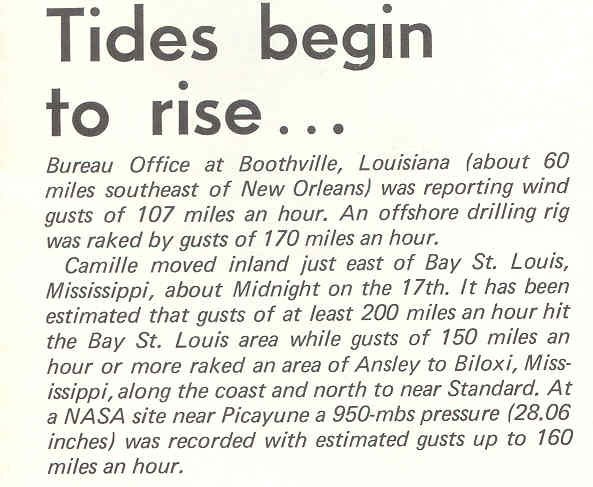 Tides begin
to rise...
Bureau Office at Boothville, Louisiana (about 60
miles southeast of New Orleans) was reporting wind
gusts of 107 miles an hour. An offshore drilling rig
was raked by gusts of 170 miles an hour.
Camille moved inland just east of Bay St. Louis,
Mississippi, about Midnight on the 17th. It has been
estimated that gusts of at least 200 miles an hour hit
the Bay St. Louis area while gusts of 150 miles an
hour or more raked an area of Ansley to Biloxi, Miss-
issippi, along the coast and north to near Standard. At
a NASA site near Picayune a 950-mbs pressure (28.06
inches) was recorded with estimated gusts up to 160
miles an hour.